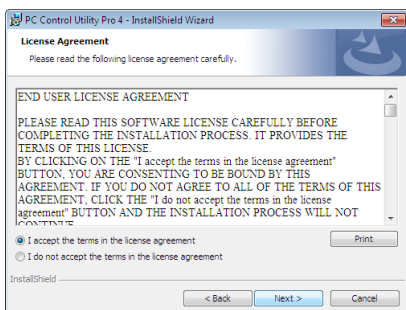 PC Control Utility Pro 4 - InstallShield Wizard
License Agreement
Please read the following license agreement carefully.
END USER LICENSE AGREEMENT
PLEASE READ THIS SOFTWARE LICENSE CAREFULLY BEFORE
COMPLETING THE INSTALLATION PROCESS. IT PROVIDES THE
TERMS OF THIS LICENSE.
BY CLICKING ON THE "I accept the terms in the license agreement"
BUTTON, YOU ARE CONSENTING TO BE BOUND BY THIS
AGREEMENT. IF YOU DO NOT AGREE TO ALL OF THE TERMS OF THIS
AGREEMENT, CLICK THE "I do not accept the terms in the license
agreement" BUTTON AND THE INSTALLATION PROCESS WILL NOT
CONTINUE
I accept the terms in the license agreement
Print
I do not accept the terms in the license agreement
InstallShield
< Back
Next >
Cancel